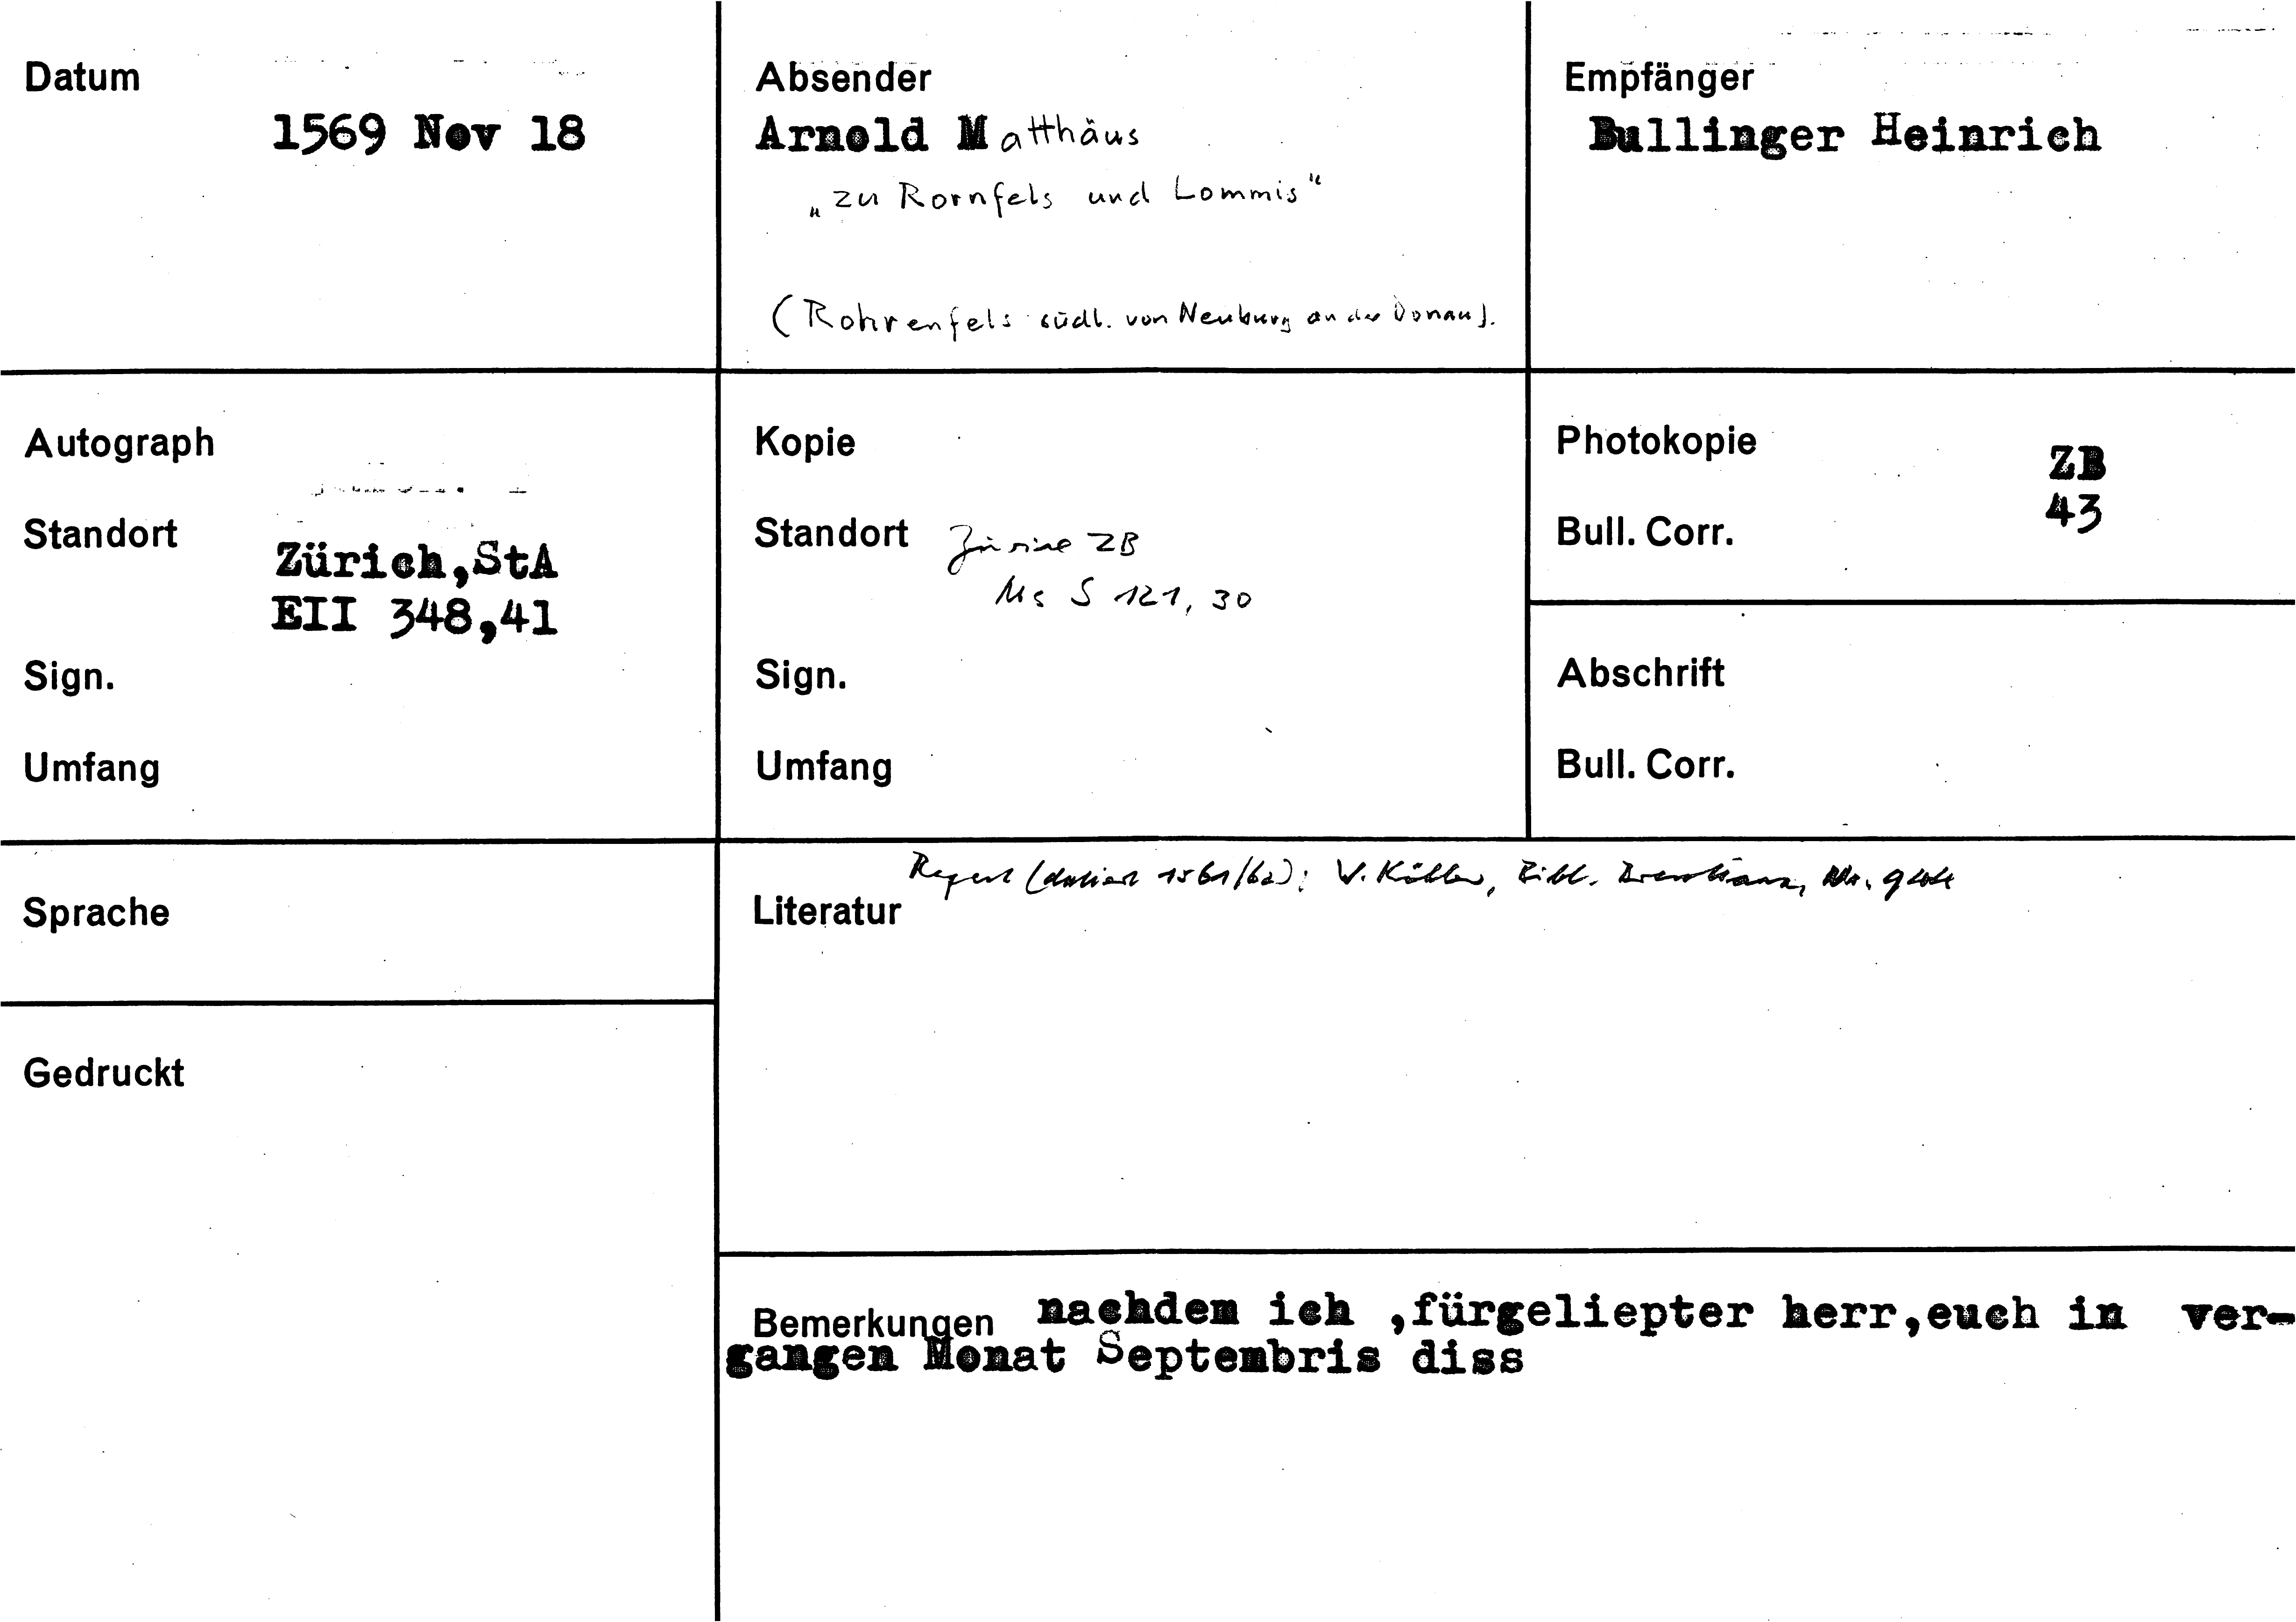 Datum
1569 Nov 18
Absender
Arnold Matthäus
„zu Rornfels und Lommis“
(Rohrenfels südl. von Neuburg an der Donau).
Empfänger
Bullinger Heinrich
Autograph
Standort
Zürich,StA
EII 348,41
Sign.
Umfang
Kopie
Standort Zürich ZB
Ms S 121, 30
Sign.
Umfang
Photokopie
ZB
Bull. Corr.
43
Abschrift
Bull. Corr.
Sprache
Regest (datiert 1561/62): W. Köhler, Bibl. Brentiana, Nr.
Literatur
Gedruckt
Bemerkungen nachdem ich ,fürgeliepter herr,euch in ver-
gangen Monat Septembris diss